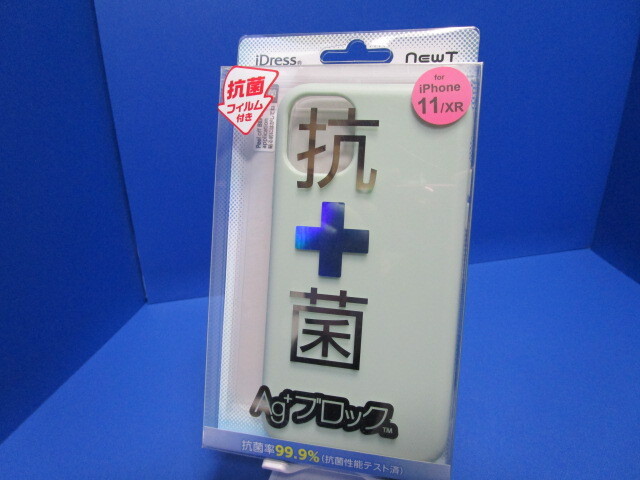 iDress®
newT
抗菌
フィルム
付き
for
iPhone
11/XR
抗
+
菌
Ag+ブロック™
抗菌率99.9%(抗菌性能テスト済)